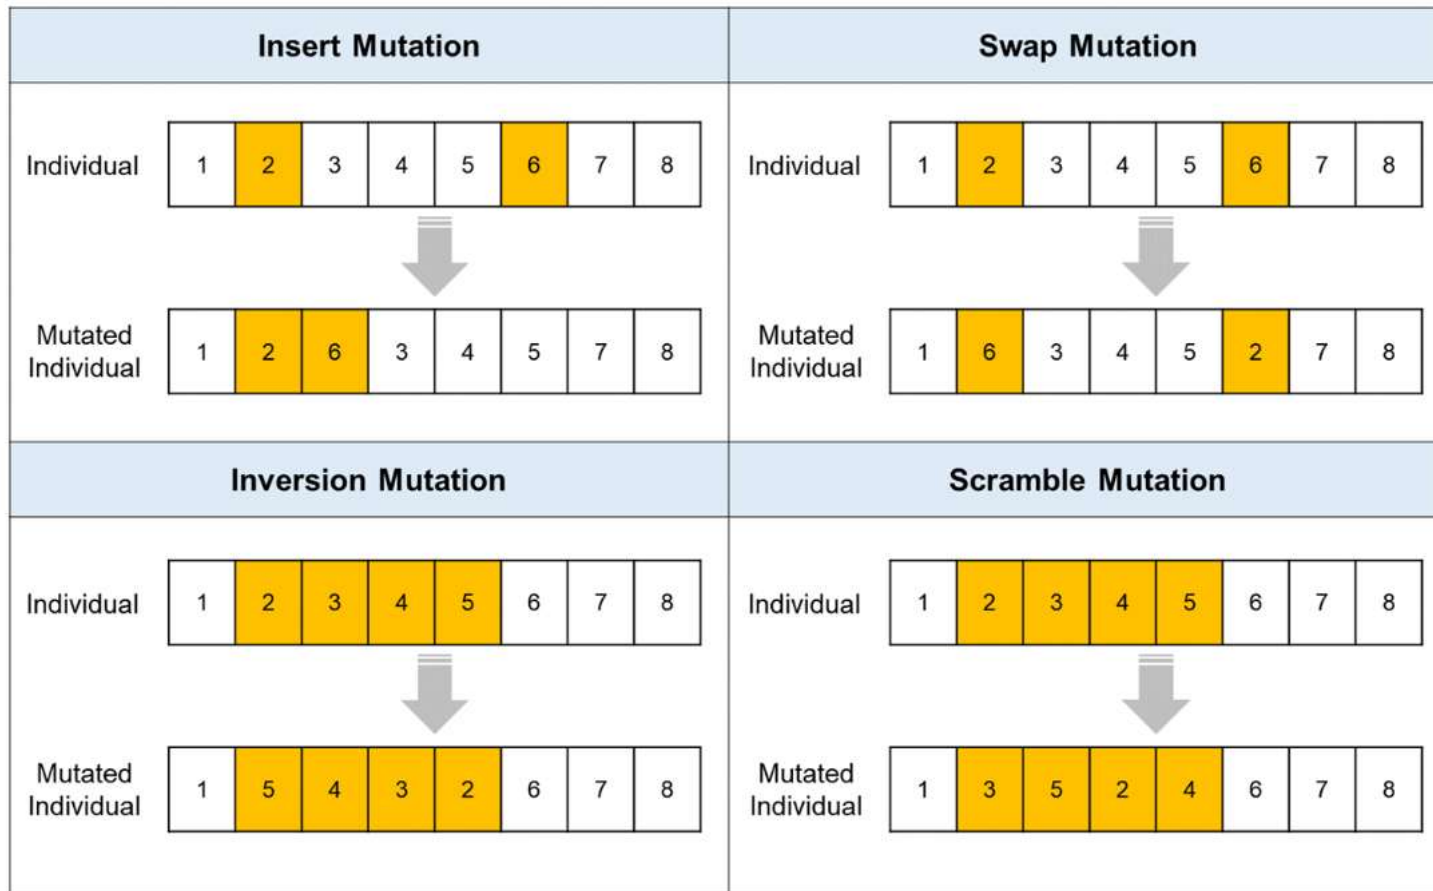 Insert Mutation
Swap Mutation
Individual 1 2 3 4 5 6 7 8
Individual 1 2 3 4 5 6 7 8
Mutated
Individual 1 2 6 3 4 5 7 8
Mutated
Individual 1 6 3 4 5 2 7 8
Inversion Mutation
Scramble Mutation
Individual 1 2 3 4 5 6 7 8
Individual 1 2 3 4 5 6 7 8
Mutated
Individual 1 5 4 3 2 6 7 8
Mutated
Individual 1 3 5 2 4 6 7 8